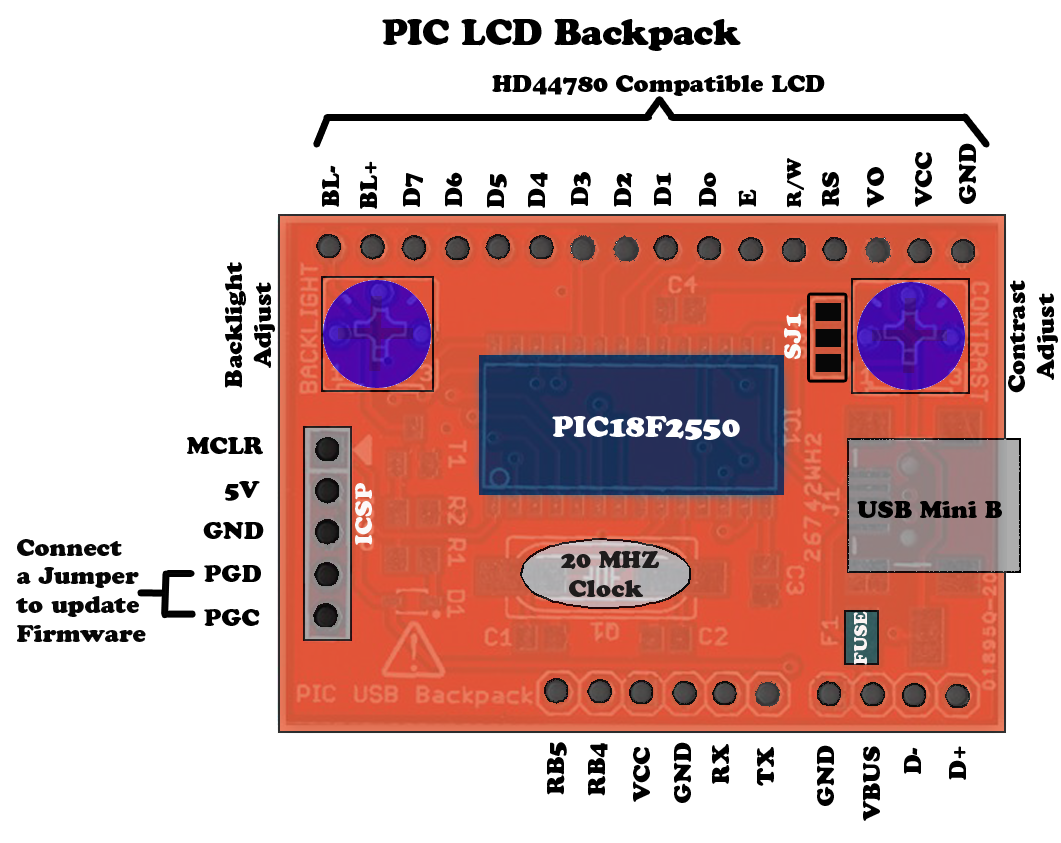 PIC LCD Backpack
HD44780 Compatible LCD
BL-
BL+
D7
D6
D5
D4
D3
D2
D1
D0
E
R/W
RS
VO
VCC
GND
Backlight
Adjust
BACKLIGHT
C4
SJ1
CONTRAST
Contrast
Adjust
PIC18F2550
IC1
26742WH2
J1
USB Mini B
MCLR
5V
GND
PGD
PGC
ICSP
Connect
a Jumper
to update
Firmware
T1
R2
R1
D1
20 MHZ
Clock
Q1
C1
C2
C3
F1
FUSE
PIC USB Backpack
RB5
RB4
VCC
GND
RX
TX
GND
VBUS
D-
D+